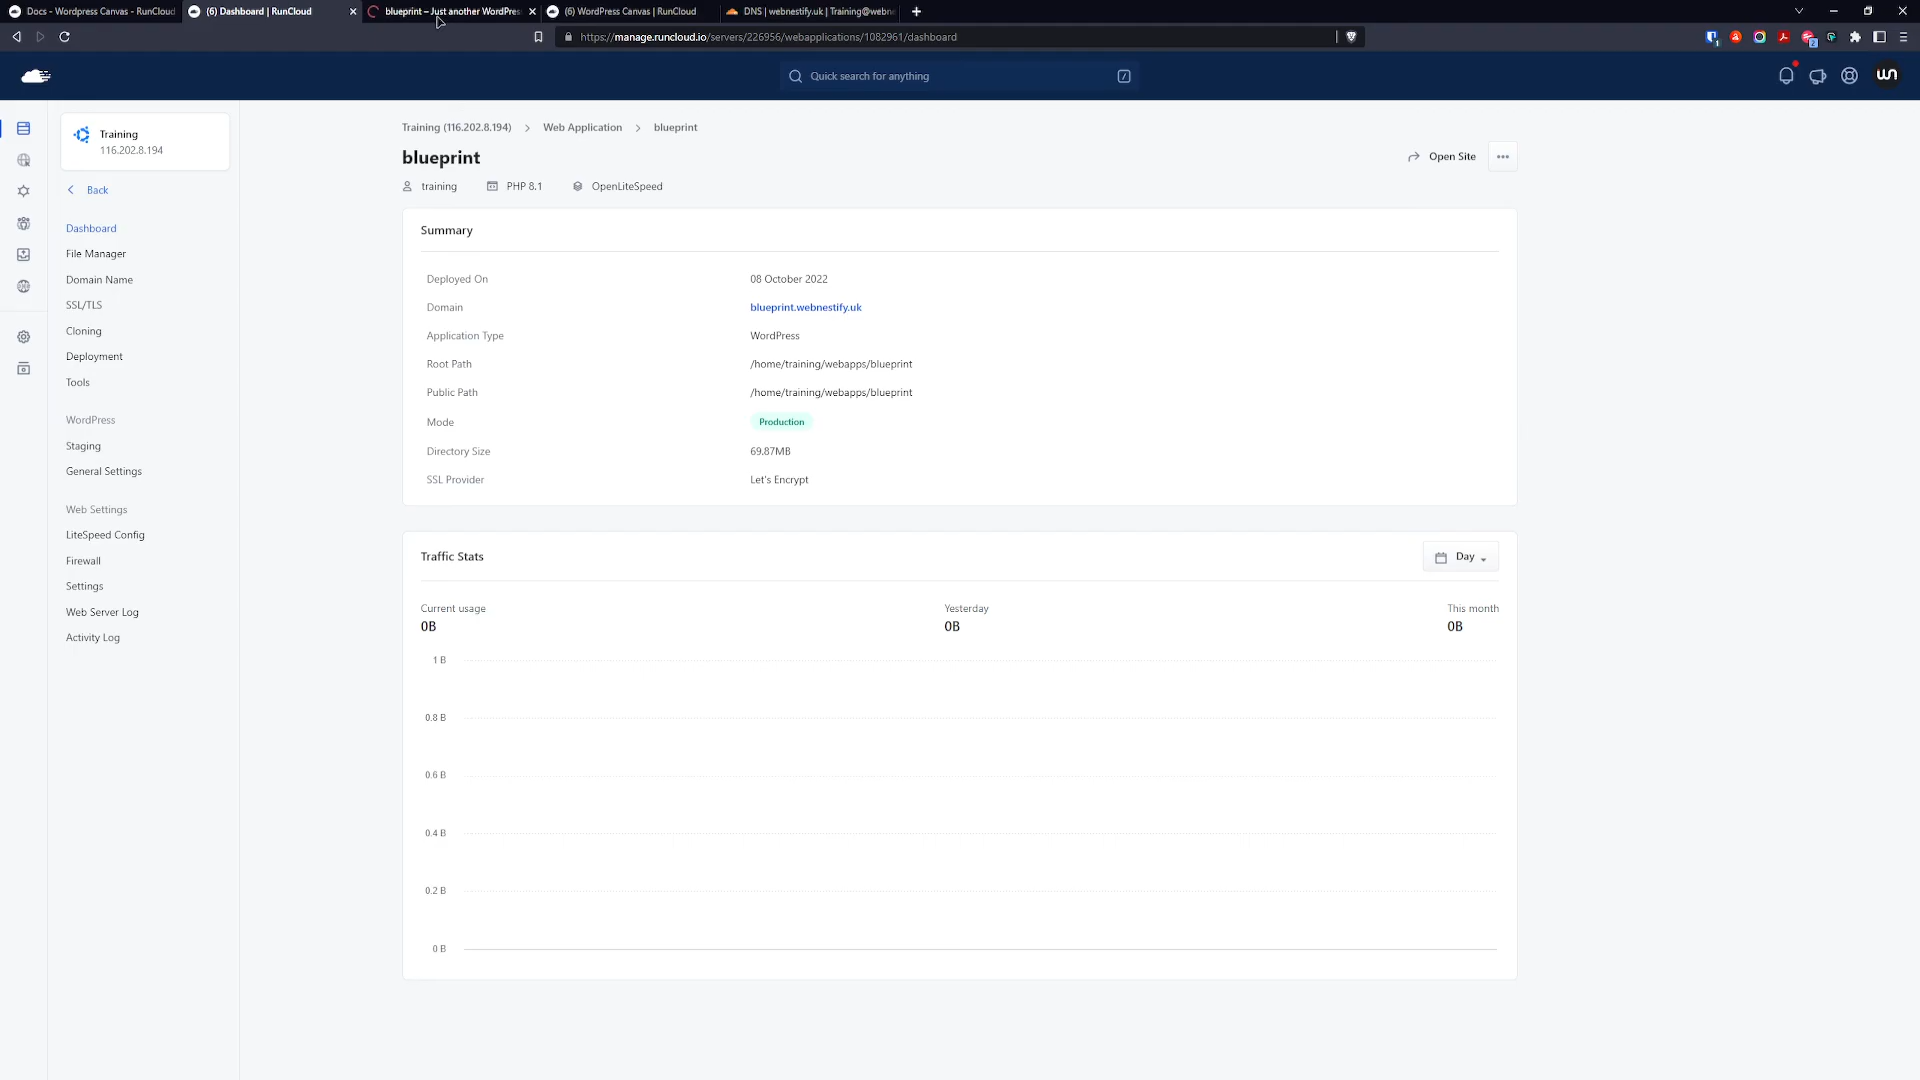 Docs - Wordpress Canvas - RunCloud
(6) Dashboard | RunCloud
blueprint – Just another WordPres
(6) WordPress Canvas | RunCloud
DNS | webnestify.uk | Training@webne
https://manage.runcloud.io/servers/226956/webapplications/1082961/dashboard
Quick search for anything
wn
Training
116.202.8.194
Back
Dashboard
File Manager
Domain Name
SSL/TLS
Cloning
Deployment
Tools
WordPress
Staging
General Settings
Web Settings
LiteSpeed Config
Firewall
Settings
Web Server Log
Activity Log
Training (116.202.8.194) > Web Application > blueprint
blueprint
Open Site
training PHP 8.1 OpenLiteSpeed
Summary
Deployed On 08 October 2022
Domain blueprint.webnestify.uk
Application Type WordPress
Root Path /home/training/webapps/blueprint
Public Path /home/training/webapps/blueprint
Mode Production
Directory Size 69.87MB
SSL Provider Let's Encrypt
Traffic Stats
Day
Current usage Yesterday This month
0B 0B 0B
1 B
0.8 B
0.6 B
0.4 B
0.2 B
0 B